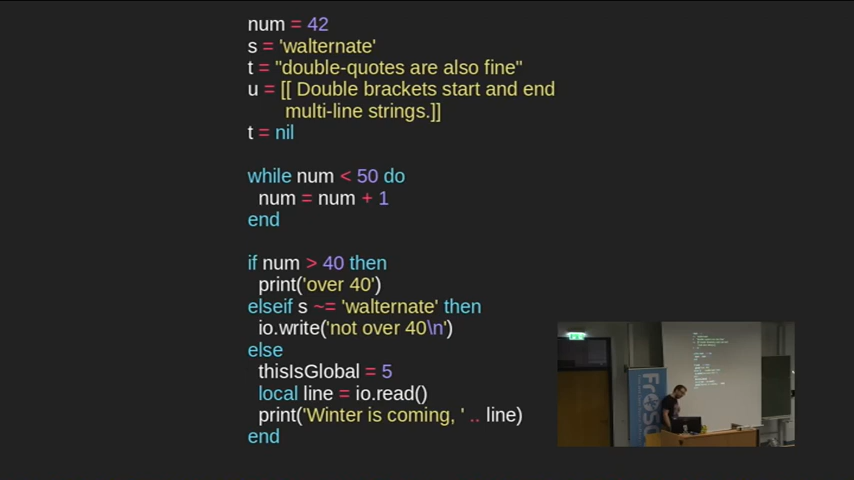 num = 42
s = 'walternate'
t = "double-quotes are also fine"
u = [[ Double brackets start and end
multi-line strings.]]
t = nil
while num < 50 do
num = num + 1
end
if num > 40 then
print('over 40')
elseif s ~= 'walternate' then
io.write('not over 40\n')
else
thisIsGlobal = 5
local line = io.read()
print('Winter is coming, ' .. line)
end